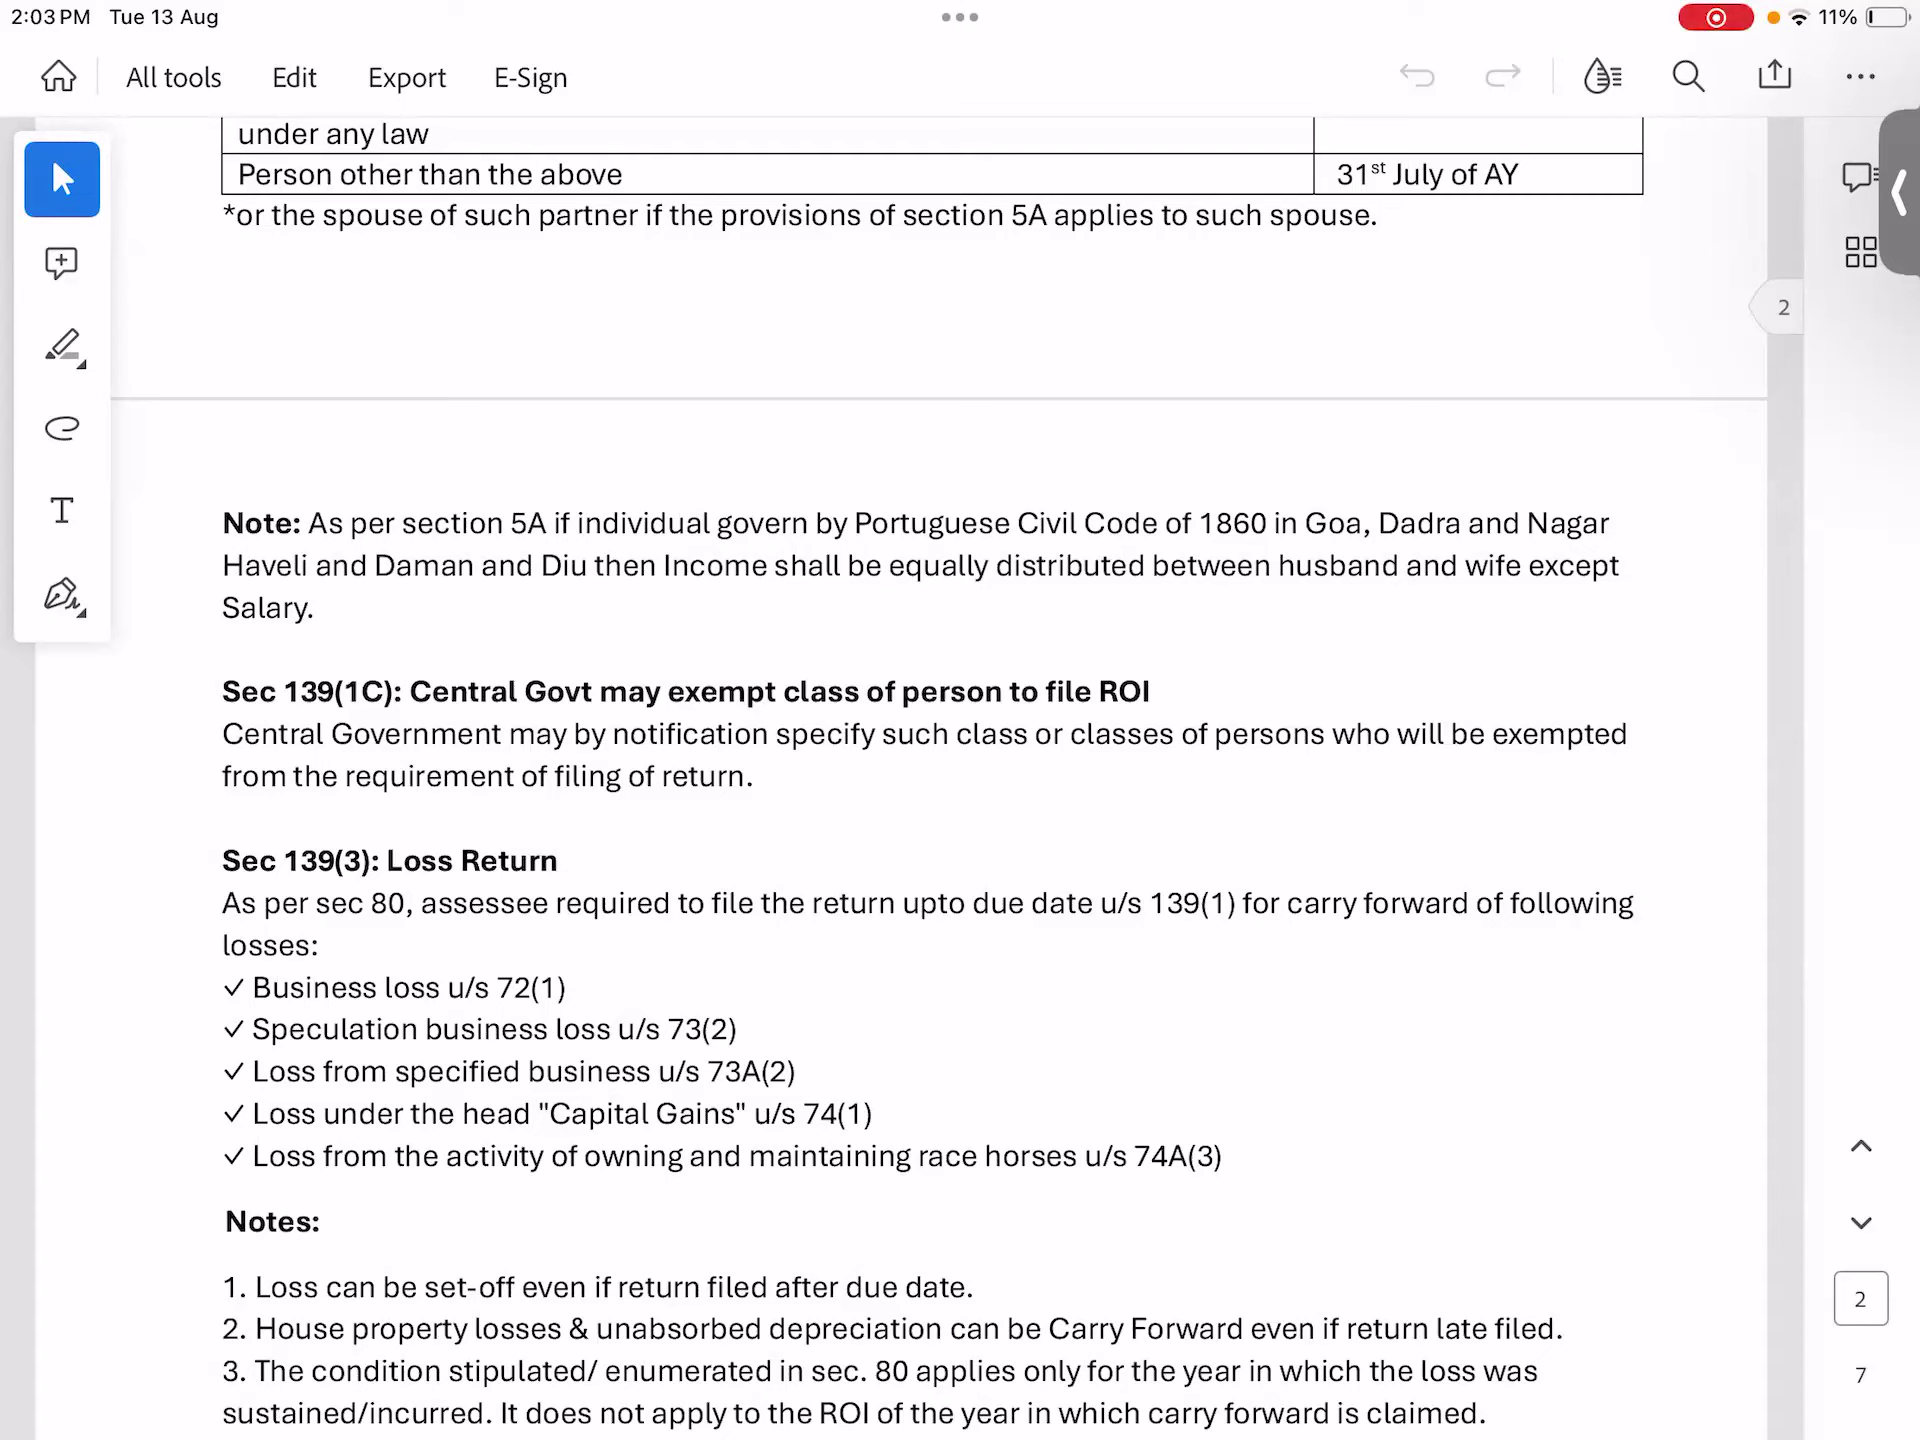 2:03 PM Tue 13 Aug
11%
All tools Edit Export E-Sign
under any law
Person other than the above 31st July of AY
*or the spouse of such partner if the provisions of section 5A applies to such spouse.
2
T
Note: As per section 5A if individual govern by Portuguese Civil Code of 1860 in Goa, Dadra and Nagar
Haveli and Daman and Diu then Income shall be equally distributed between husband and wife except
Salary.
Sec 139(1C): Central Govt may exempt class of person to file ROI
Central Government may by notification specify such class or classes of persons who will be exempted
from the requirement of filing of return.
Sec 139(3): Loss Return
As per sec 80, assessee required to file the return upto due date u/s 139(1) for carry forward of following
losses:
✓ Business loss u/s 72(1)
✓ Speculation business loss u/s 73(2)
✓ Loss from specified business u/s 73A(2)
✓ Loss under the head "Capital Gains" u/s 74(1)
✓ Loss from the activity of owning and maintaining race horses u/s 74A(3)
Notes:
1. Loss can be set-off even if return filed after due date.
2. House property losses & unabsorbed depreciation can be Carry Forward even if return late filed.
3. The condition stipulated/ enumerated in sec. 80 applies only for the year in which the loss was
sustained/incurred. It does not apply to the ROI of the year in which carry forward is claimed.
2
7